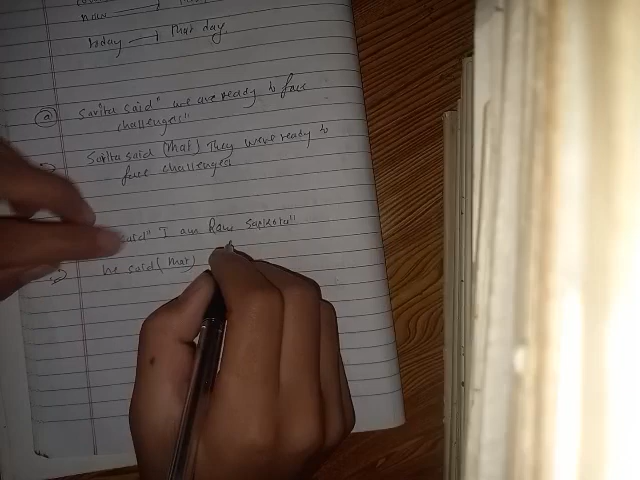 now →
today → that day
ⓐ Sarita said" we are ready to face
challenges"
Sarita said (that) They were ready to
face challenges
said" I am Ram
he said (that)